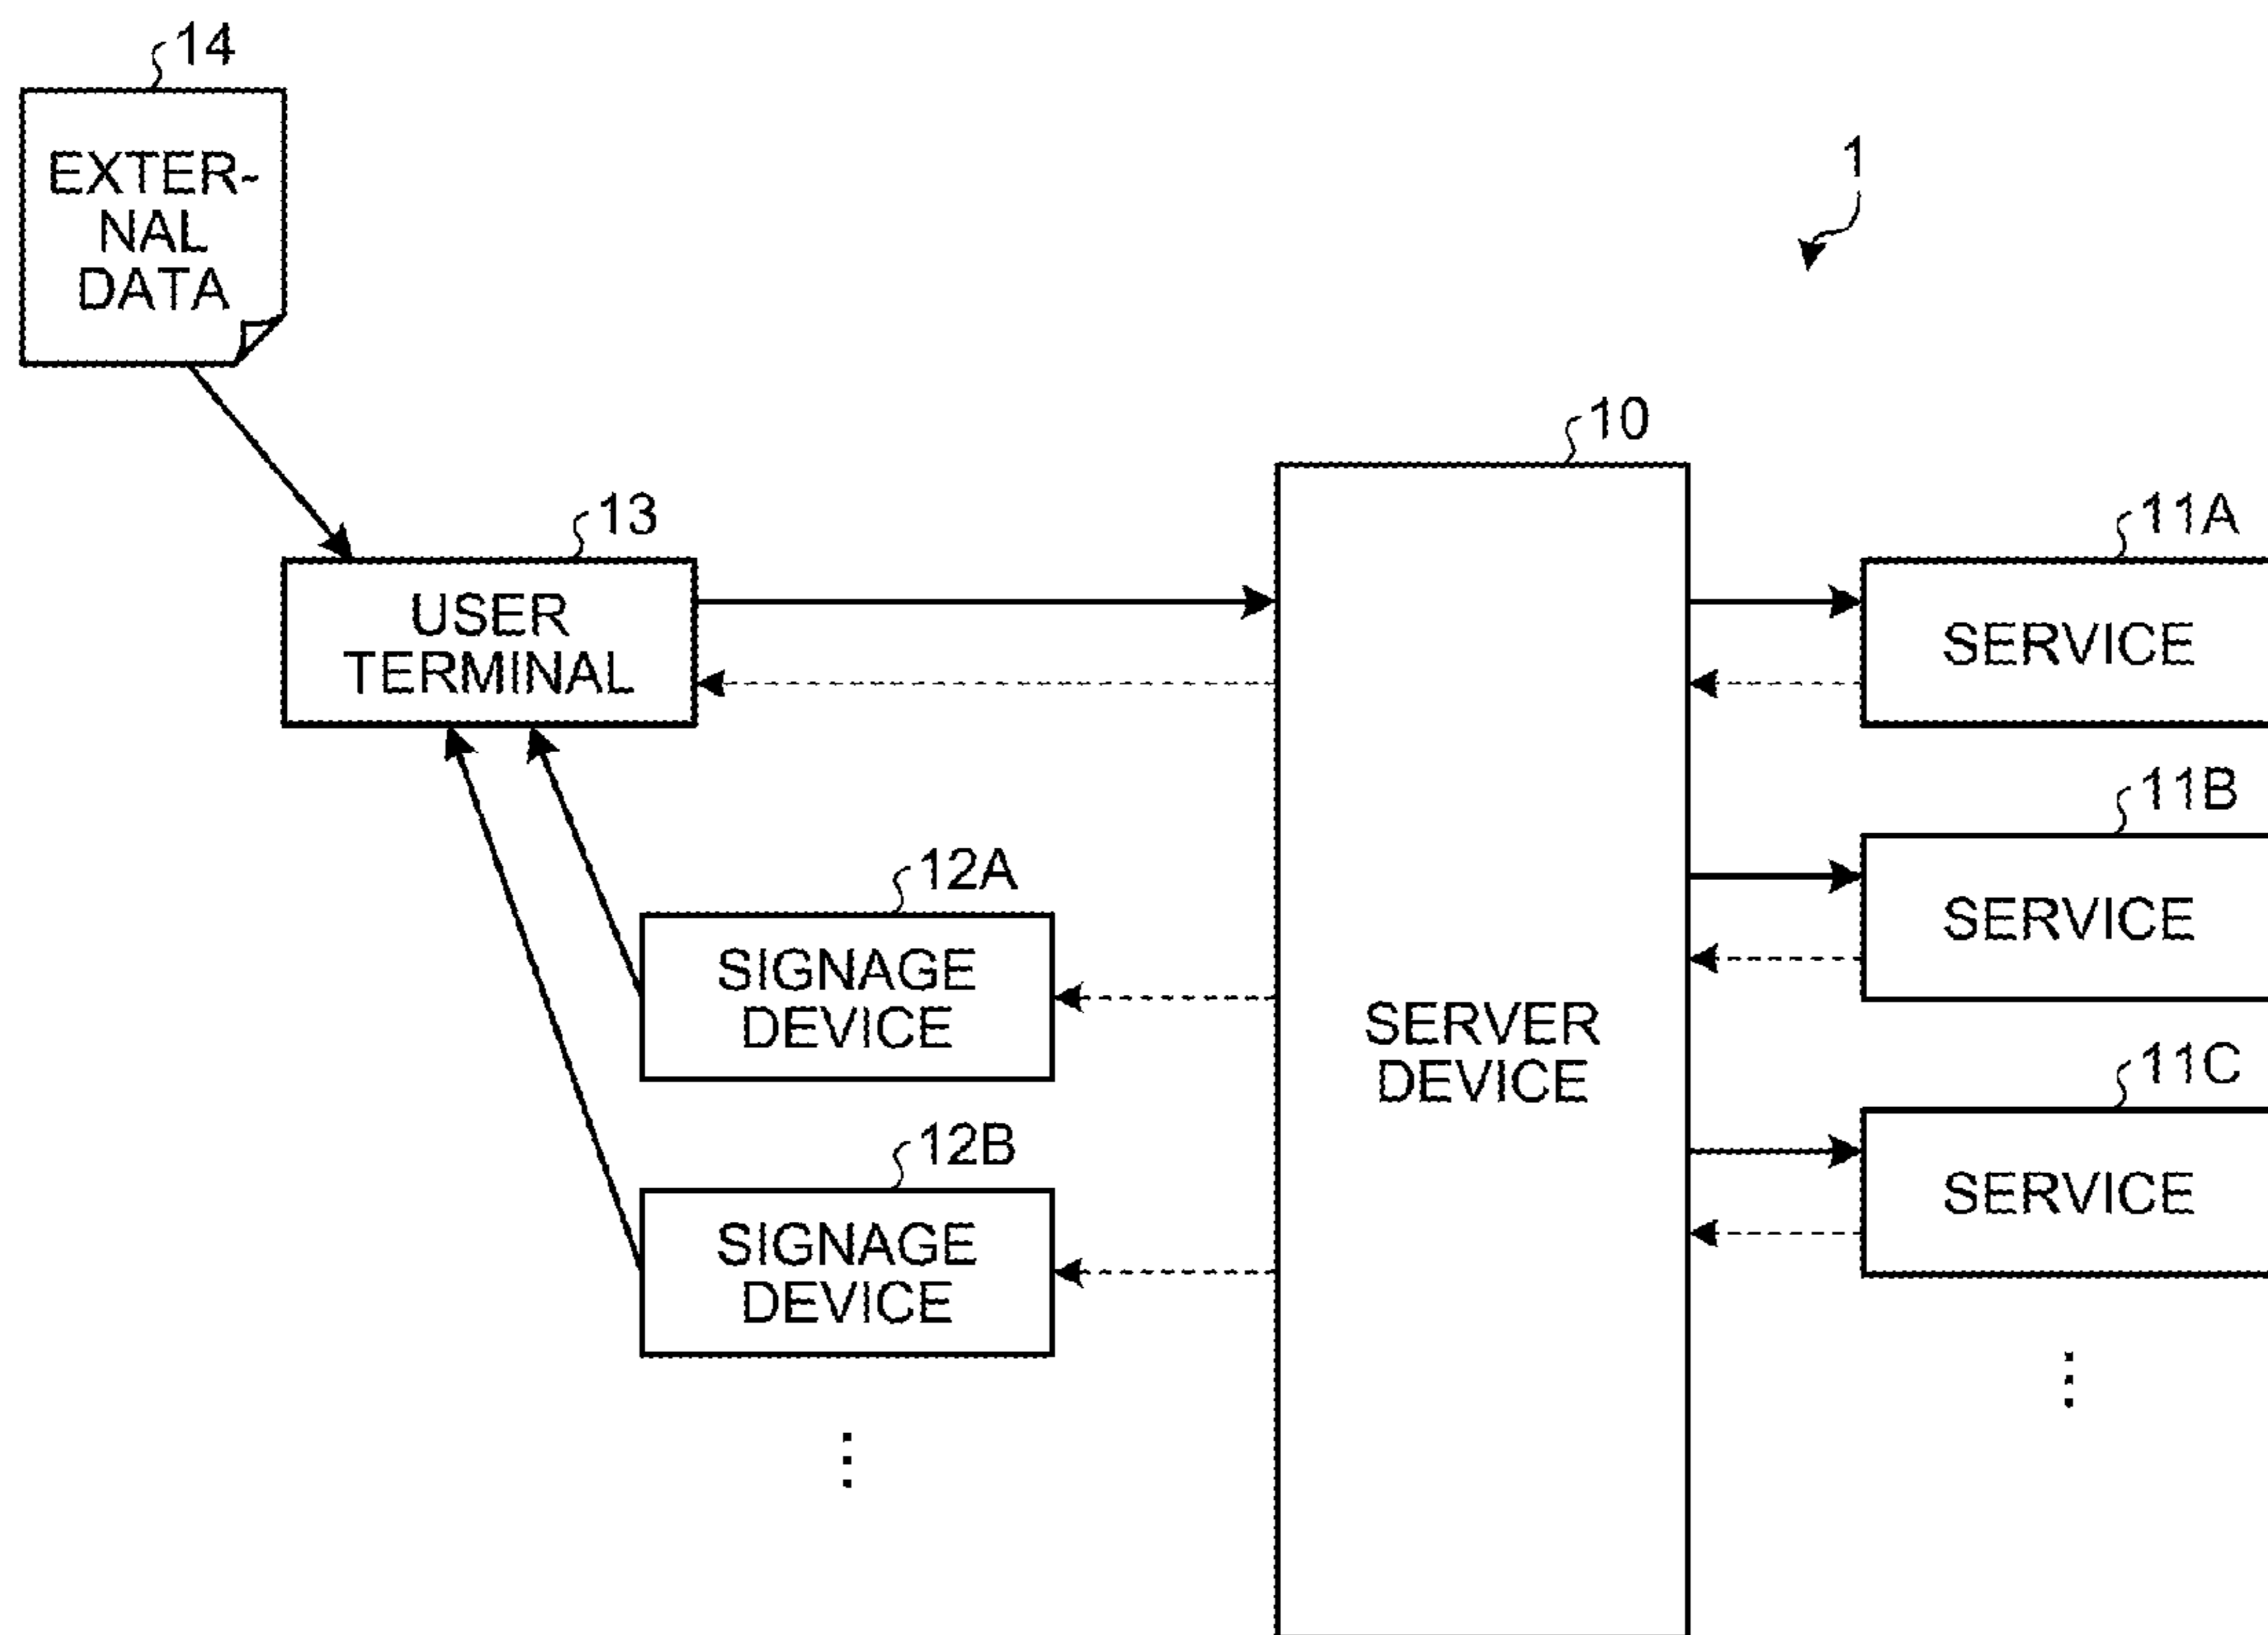 14
EXTER-
NAL
DATA
1
10
13
USER
TERMINAL
11A
SERVICE
11B
SERVICE
12A
SIGNAGE
DEVICE
SERVER
DEVICE
11C
SERVICE
12B
SIGNAGE
DEVICE